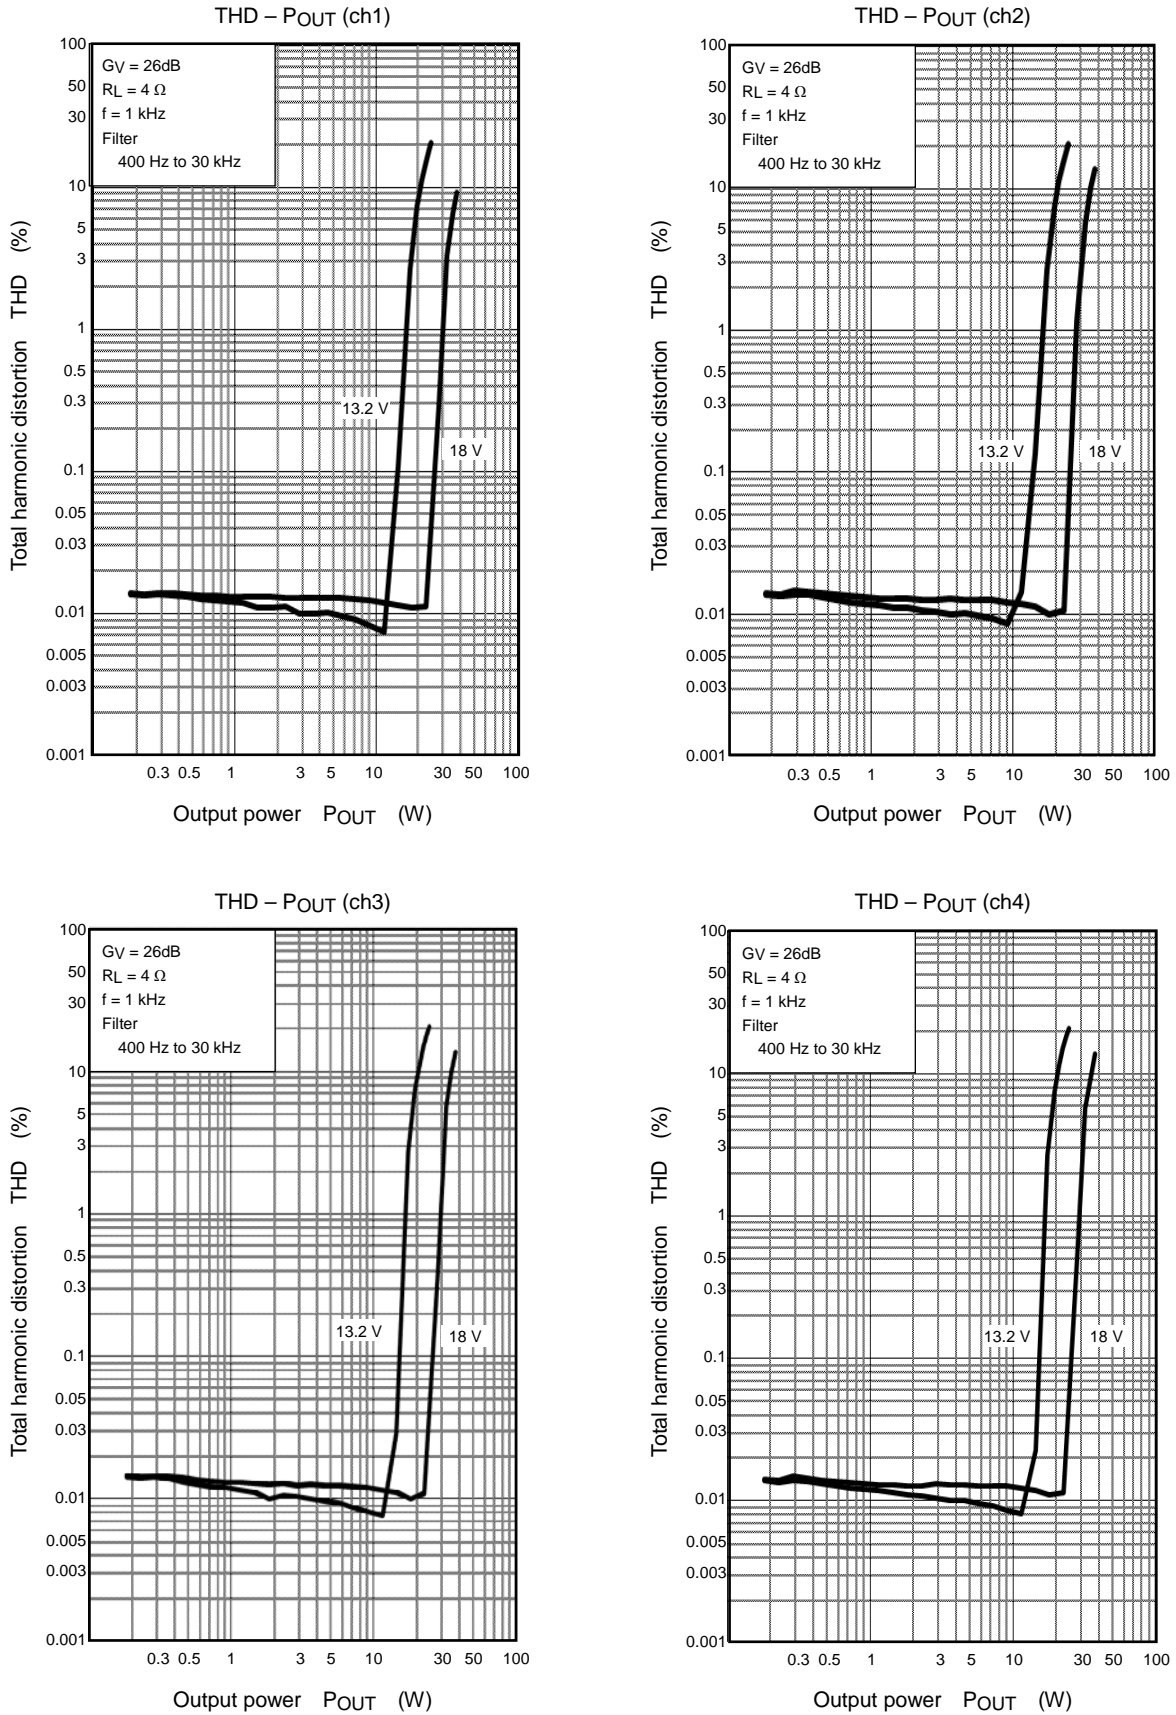 THD – POUT (ch1)
100
50
30
10
5
3
1
0.5
0.3
0.1
0.05
0.03
0.01
0.005
0.003
0.001
GV = 26dB
RL = 4 Ω
f = 1 kHz
Filter
400 Hz to 30 kHz
13.2 V
18 V
0.3 0.5 1 3 5 10 30 50 100
Total harmonic distortion THD (%)
Output power POUT (W)
THD – POUT (ch2)
100
50
30
10
5
3
1
0.5
0.3
0.1
0.05
0.03
0.01
0.005
0.003
0.001
GV = 26dB
RL = 4 Ω
f = 1 kHz
Filter
400 Hz to 30 kHz
13.2 V
18 V
0.3 0.5 1 3 5 10 30 50 100
Total harmonic distortion THD (%)
Output power POUT (W)
THD – POUT (ch3)
100
50
30
10
5
3
1
0.5
0.3
0.1
0.05
0.03
0.01
0.005
0.003
0.001
GV = 26dB
RL = 4 Ω
f = 1 kHz
Filter
400 Hz to 30 kHz
13.2 V
18 V
0.3 0.5 1 3 5 10 30 50 100
Total harmonic distortion THD (%)
Output power POUT (W)
THD – POUT (ch4)
100
50
30
10
5
3
1
0.5
0.3
0.1
0.05
0.03
0.01
0.005
0.003
0.001
GV = 26dB
RL = 4 Ω
f = 1 kHz
Filter
400 Hz to 30 kHz
13.2 V
18 V
0.3 0.5 1 3 5 10 30 50 100
Total harmonic distortion THD (%)
Output power POUT (W)